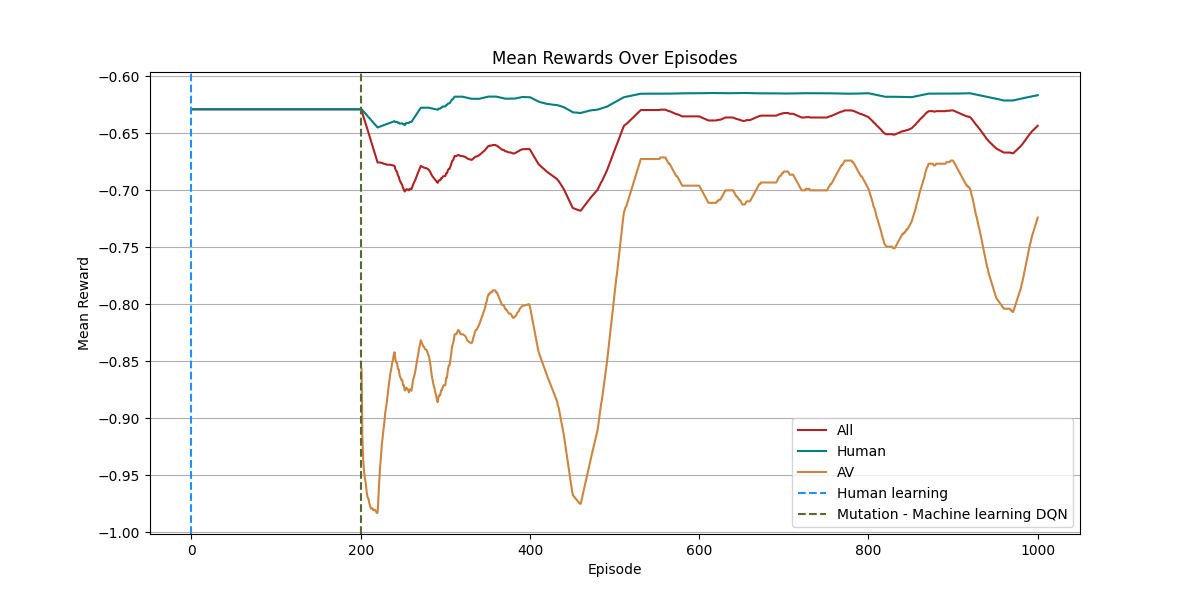 Mean Rewards Over Episodes
Mean Reward
−0.60
−0.65
−0.70
−0.75
−0.80
−0.85
−0.90
−0.95
−1.00
All
Human
AV
Human learning
Mutation - Machine learning DQN
0
200
400
600
800
1000
Episode